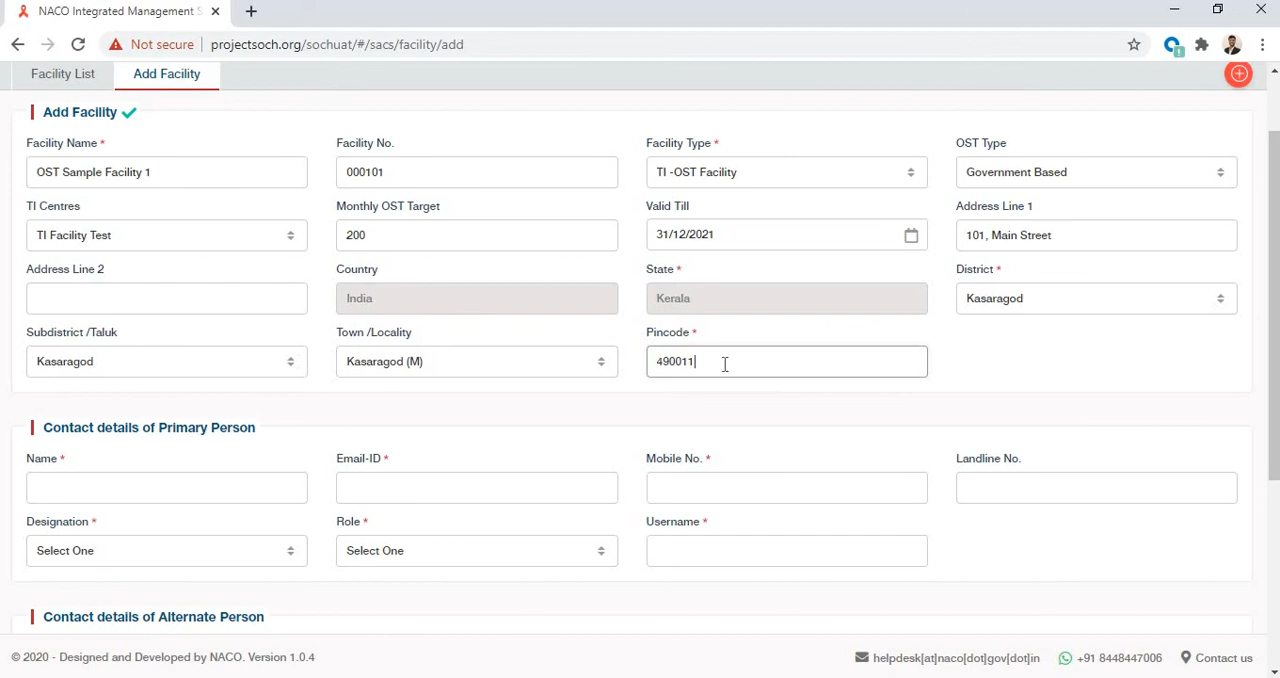 NACO Integrated Management S
Not secure projectsoch.org/sochuat/#/sacs/facility/add
Facility List Add Facility
Add Facility
Facility Name * Facility No. Facility Type * OST Type
OST Sample Facility 1 000101 TI -OST Facility Government Based
TI Centres Monthly OST Target Valid Till Address Line 1
TI Facility Test 200 31/12/2021 101, Main Street
Address Line 2 Country State * District *
India Kerala Kasaragod
Subdistrict /Taluk Town /Locality Pincode *
Kasaragod Kasaragod (M) 490011
Contact details of Primary Person
Name * Email-ID * Mobile No. * Landline No.
Designation * Role * Username *
Select One Select One
Contact details of Alternate Person
© 2020 - Designed and Developed by NACO. Version 1.0.4 helpdesk[at]naco[dot]gov[dot]in +91 8448447006 Contact us